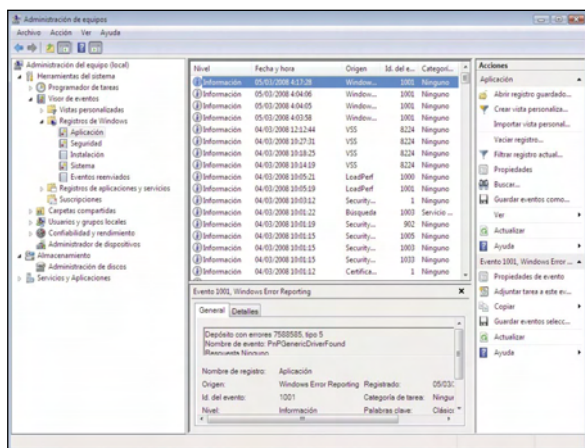 Administración de equipos
Archivo Acción Ver Ayuda
Administración del equipo (local)
Herramientas del sistema
Programador de tareas
Visor de eventos
Vistas personalizadas
Registros de Windows
Aplicación
Seguridad
Instalación
Sistema
Eventos reenviados
Registros de aplicaciones y servicios
Suscripciones
Carpetas compartidas
Usuarios y grupos locales
Confiabilidad y rendimiento
Administrador de dispositivos
Almacenamiento
Administración de discos
Servicios y Aplicaciones
Nivel Fecha y hora Origen Id. del e... Categorí...
Información 05/03/2008 4:17:28 Window... 1001 Ninguno
Información 05/03/2008 4:04:06 Window... 1001 Ninguno
Información 05/03/2008 4:04:05 Window... 1001 Ninguno
Información 05/03/2008 4:03:58 Window... 1001 Ninguno
Información 04/03/2008 12:12:44 VSS 8224 Ninguno
Información 04/03/2008 10:27:31 VSS 8224 Ninguno
Información 04/03/2008 10:18:25 VSS 8224 Ninguno
Información 04/03/2008 10:14:19 VSS 8224 Ninguno
Información 04/03/2008 10:05:21 LoadPerf 1000 Ninguno
Información 04/03/2008 10:05:19 LoadPerf 1001 Ninguno
Información 04/03/2008 10:03:12 Security... 1 Ninguno
Información 04/03/2008 10:01:22 Búsqueda 1003 Servicio ...
Información 04/03/2008 10:01:19 Security... 902 Ninguno
Información 04/03/2008 10:01:15 Security... 1005 Ninguno
Información 04/03/2008 10:01:15 Security... 1003 Ninguno
Información 04/03/2008 10:01:15 Security... 1033 Ninguno
Información 04/03/2008 10:01:12 Certifica... 1 Ninguno
Evento 1001, Windows Error Reporting
General Detalles
Depósito con errores 7588585, tipo 5
Nombre de evento: PnPGenericDriverFound
Respuesta Ninguno
Nombre de registro: Aplicación
Origen: Windows Error Reporting Registrado: 05/03/
Id. del evento: 1001 Categoría de tarea: Ningur
Nivel: Información Palabras clave: Clásico
Acciones
Aplicación
Abrir registro guardado...
Crear vista personaliza...
Importar vista personal...
Vaciar registro...
Filtrar registro actual...
Propiedades
Buscar...
Guardar eventos como...
Ver
Actualizar
Ayuda
Evento 1001, Windows Error ...
Propiedades de evento
Adjuntar tarea a este ev...
Copiar
Guardar eventos selecc...
Actualizar
Ayuda